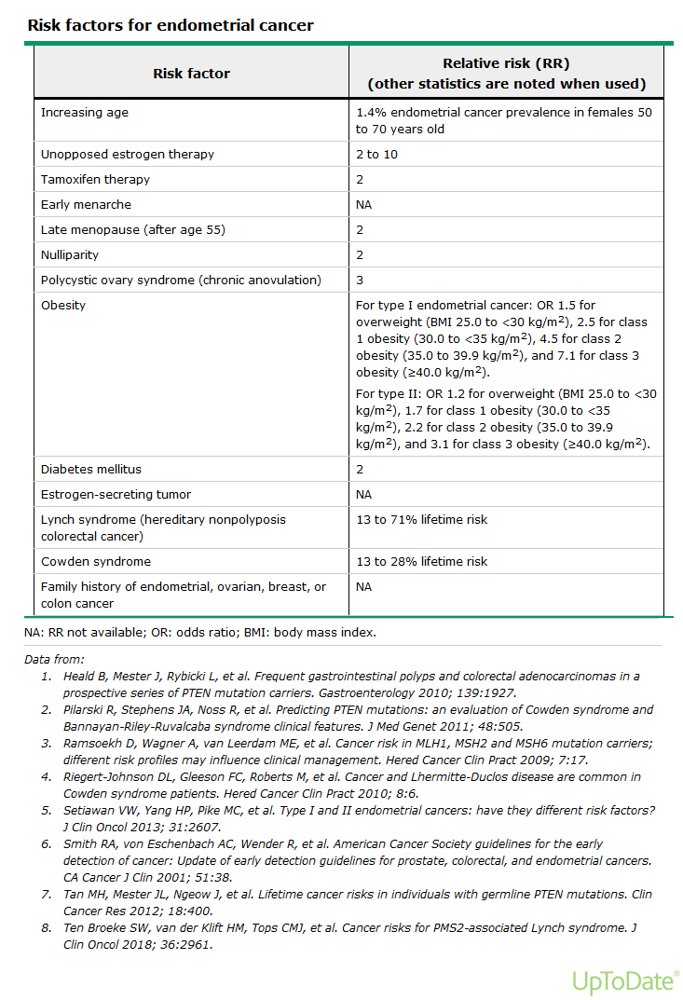 Risk factors for endometrial cancer
Risk factor
Relative risk (RR)
(other statistics are noted when used)
Increasing age
1.4% endometrial cancer prevalence in females 50
to 70 years old
Unopposed estrogen therapy
2 to 10
Tamoxifen therapy
2
Early menarche
NA
Late menopause (after age 55)
2
Nulliparity
2
Polycystic ovary syndrome (chronic anovulation)
3
Obesity
For type I endometrial cancer: OR 1.5 for
overweight (BMI 25.0 to <30 kg/m²), 2.5 for class
1 obesity (30.0 to <35 kg/m²), 4.5 for class 2
obesity (35.0 to 39.9 kg/m²), and 7.1 for class 3
obesity (≥40.0 kg/m²).
For type II: OR 1.2 for overweight (BMI 25.0 to <30
kg/m²), 1.7 for class 1 obesity (30.0 to <35
kg/m²), 2.2 for class 2 obesity (35.0 to 39.9
kg/m²), and 3.1 for class 3 obesity (≥40.0 kg/m²).
Diabetes mellitus
2
Estrogen-secreting tumor
NA
Lynch syndrome (hereditary nonpolyposis
colorectal cancer)
13 to 71% lifetime risk
Cowden syndrome
13 to 28% lifetime risk
Family history of endometrial, ovarian, breast, or
colon cancer
NA
NA: RR not available; OR: odds ratio; BMI: body mass index.
Data from:
1. Heald B, Mester J, Rybicki L, et al. Frequent gastrointestinal polyps and colorectal adenocarcinomas in a
prospective series of PTEN mutation carriers. Gastroenterology 2010; 139:1927.
2. Pilarski R, Stephens JA, Noss R, et al. Predicting PTEN mutations: an evaluation of Cowden syndrome and
Bannayan-Riley-Ruvalcaba syndrome clinical features. J Med Genet 2011; 48:505.
3. Ramsoekh D, Wagner A, van Leerdam ME, et al. Cancer risk in MLH1, MSH2 and MSH6 mutation carriers;
different risk profiles may influence clinical management. Hered Cancer Clin Pract 2009; 7:17.
4. Riegert-Johnson DL, Gleeson FC, Roberts M, et al. Cancer and Lhermitte-Duclos disease are common in
Cowden syndrome patients. Hered Cancer Clin Pract 2010; 8:6.
5. Setiawan VW, Yang HP, Pike MC, et al. Type I and II endometrial cancers: have they different risk factors?
J Clin Oncol 2013; 31:2607.
6. Smith RA, von Eschenbach AC, Wender R, et al. American Cancer Society guidelines for the early
detection of cancer: Update of early detection guidelines for prostate, colorectal, and endometrial cancers.
CA Cancer J Clin 2001; 51:38.
7. Tan MH, Mester JL, Ngeow J, et al. Lifetime cancer risks in individuals with germline PTEN mutations. Clin
Cancer Res 2012; 18:400.
8. Ten Broeke SW, van der Klift HM, Tops CMJ, et al. Cancer risks for PMS2-associated Lynch syndrome. J
Clin Oncol 2018; 36:2961.
UpToDate®